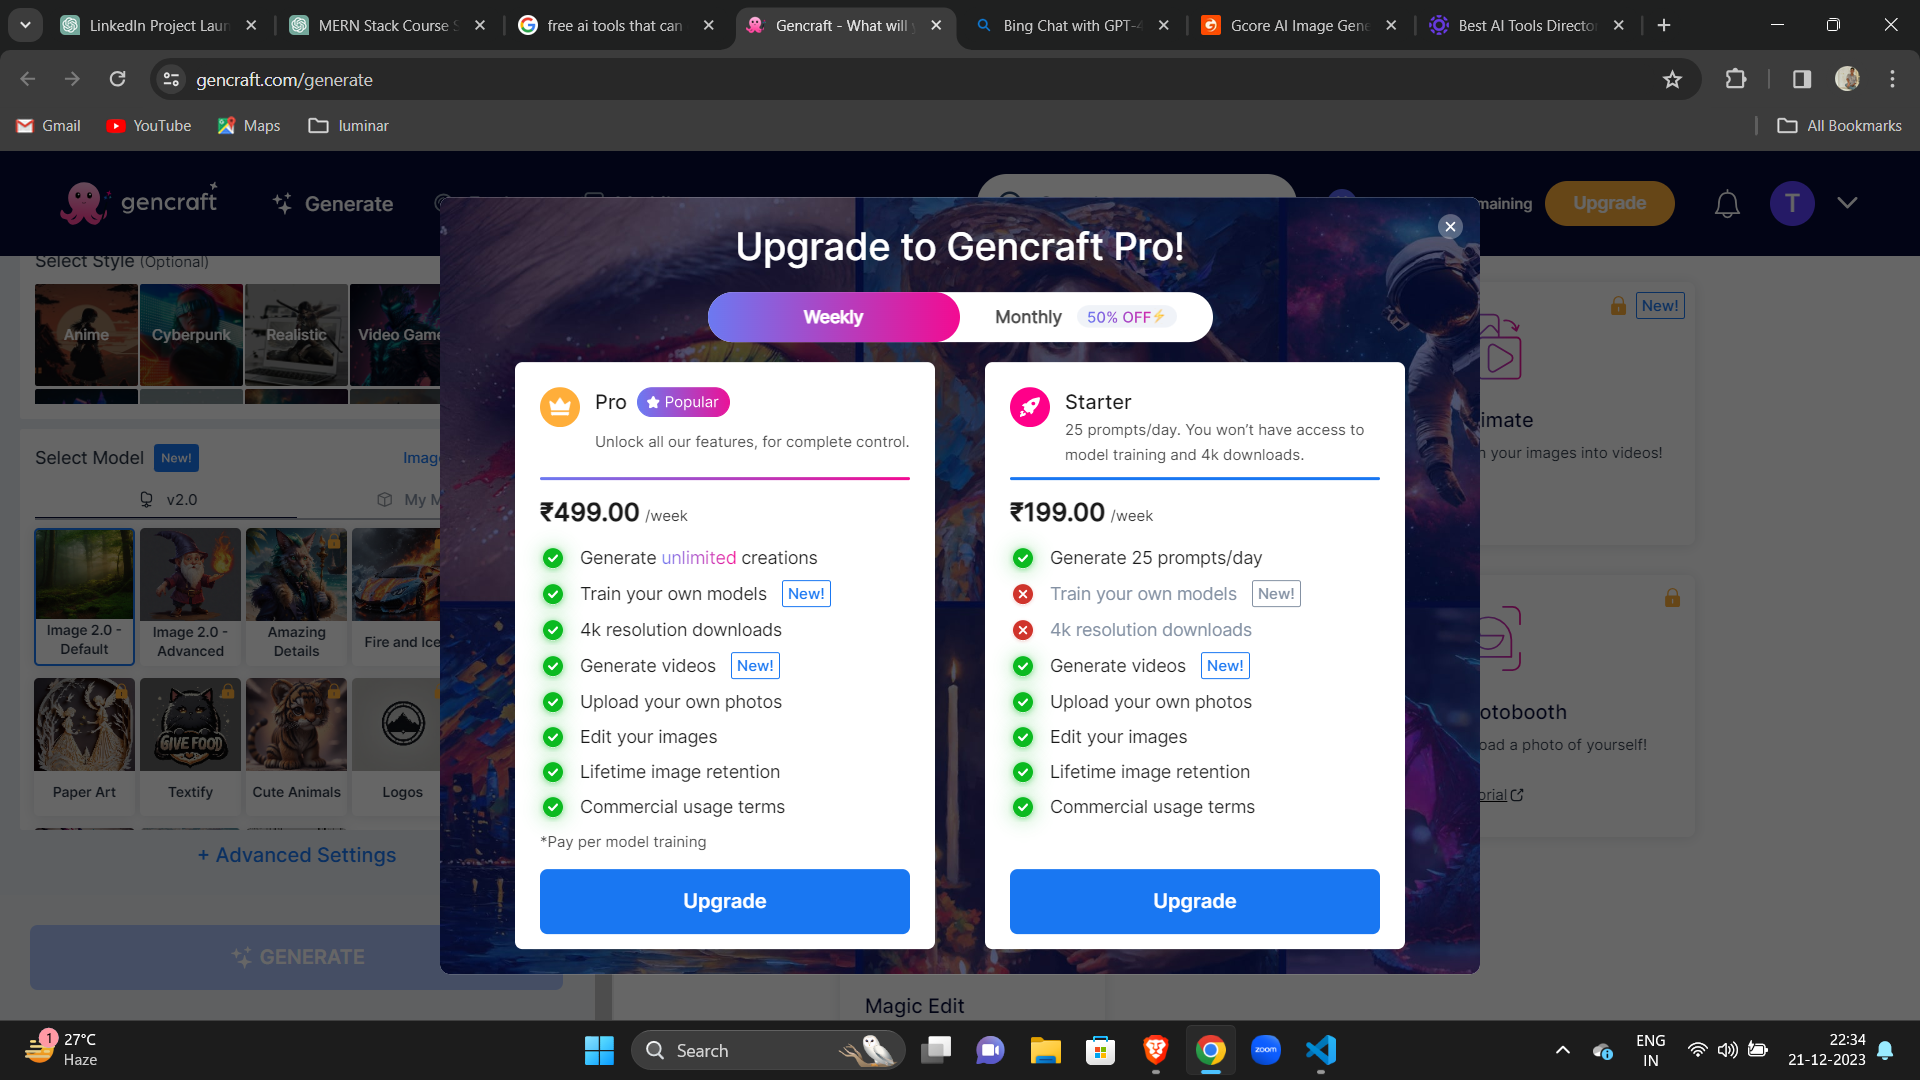 LinkedIn Project Laun
MERN Stack Course S
free ai tools that can
Gencraft - What will y
Bing Chat with GPT-4
Gcore AI Image Gene
Best AI Tools Director
gencraft.com/generate
Gmail
YouTube
Maps
luminar
All Bookmarks
gencraft
Generate
maining
Upgrade
T
Select Style (Optional)
Anime
Cyberpunk
Realistic
Video Game
Select Model New!
Imag
v2.0
My M
Image 2.0 -
Default
Image 2.0 -
Advanced
Amazing
Details
Fire and Ice
GIVE FOOD
Paper Art
Textify
Cute Animals
Logos
+ Advanced Settings
GENERATE
Upgrade to Gencraft Pro!
Weekly
Monthly 50% OFF⚡
Pro Popular
Unlock all our features, for complete control.
₹499.00 /week
Generate unlimited creations
Train your own models New!
4k resolution downloads
Generate videos New!
Upload your own photos
Edit your images
Lifetime image retention
Commercial usage terms
*Pay per model training
Upgrade
Starter
25 prompts/day. You won't have access to
model training and 4k downloads.
₹199.00 /week
Generate 25 prompts/day
Train your own models New!
4k resolution downloads
Generate videos New!
Upload your own photos
Edit your images
Lifetime image retention
Commercial usage terms
Upgrade
New!
imate
n your images into videos!
otobooth
oad a photo of yourself!
orial
Magic Edit
1
27°C
Haze
Search
zoom
ENG
IN
22:34
21-12-2023